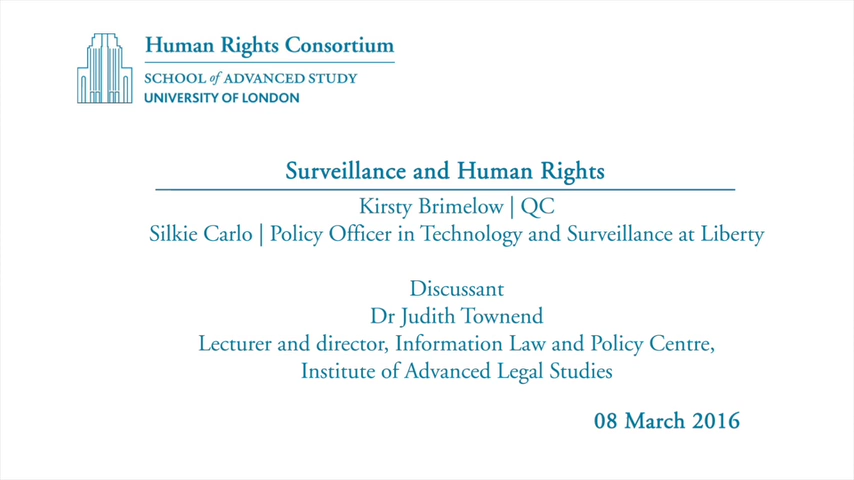 Human Rights Consortium
SCHOOL of ADVANCED STUDY
UNIVERSITY OF LONDON
Surveillance and Human Rights
Kirsty Brimelow | QC
Silkie Carlo | Policy Officer in Technology and Surveillance at Liberty
Discussant
Dr Judith Townend
Lecturer and director, Information Law and Policy Centre,
Institute of Advanced Legal Studies
08 March 2016